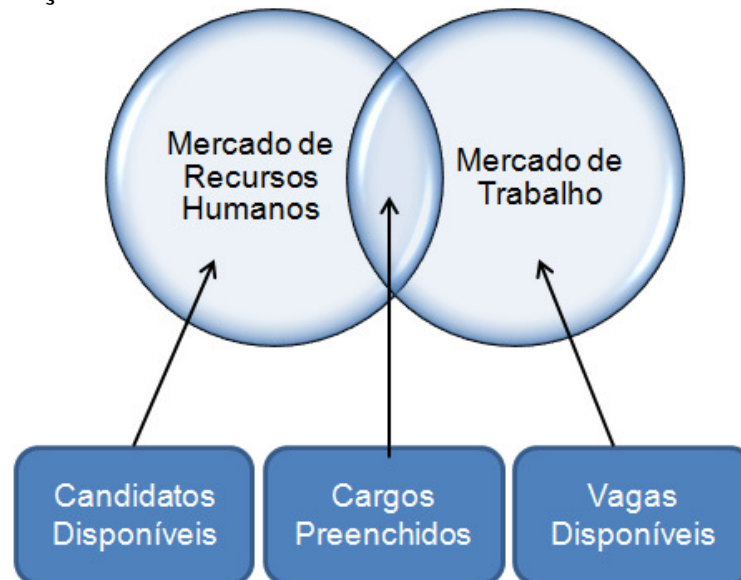 Mercado de
Recursos
Humanos
Mercado de
Trabalho
Candidatos
Disponíveis
Cargos
Preenchidos
Vagas
Disponíveis